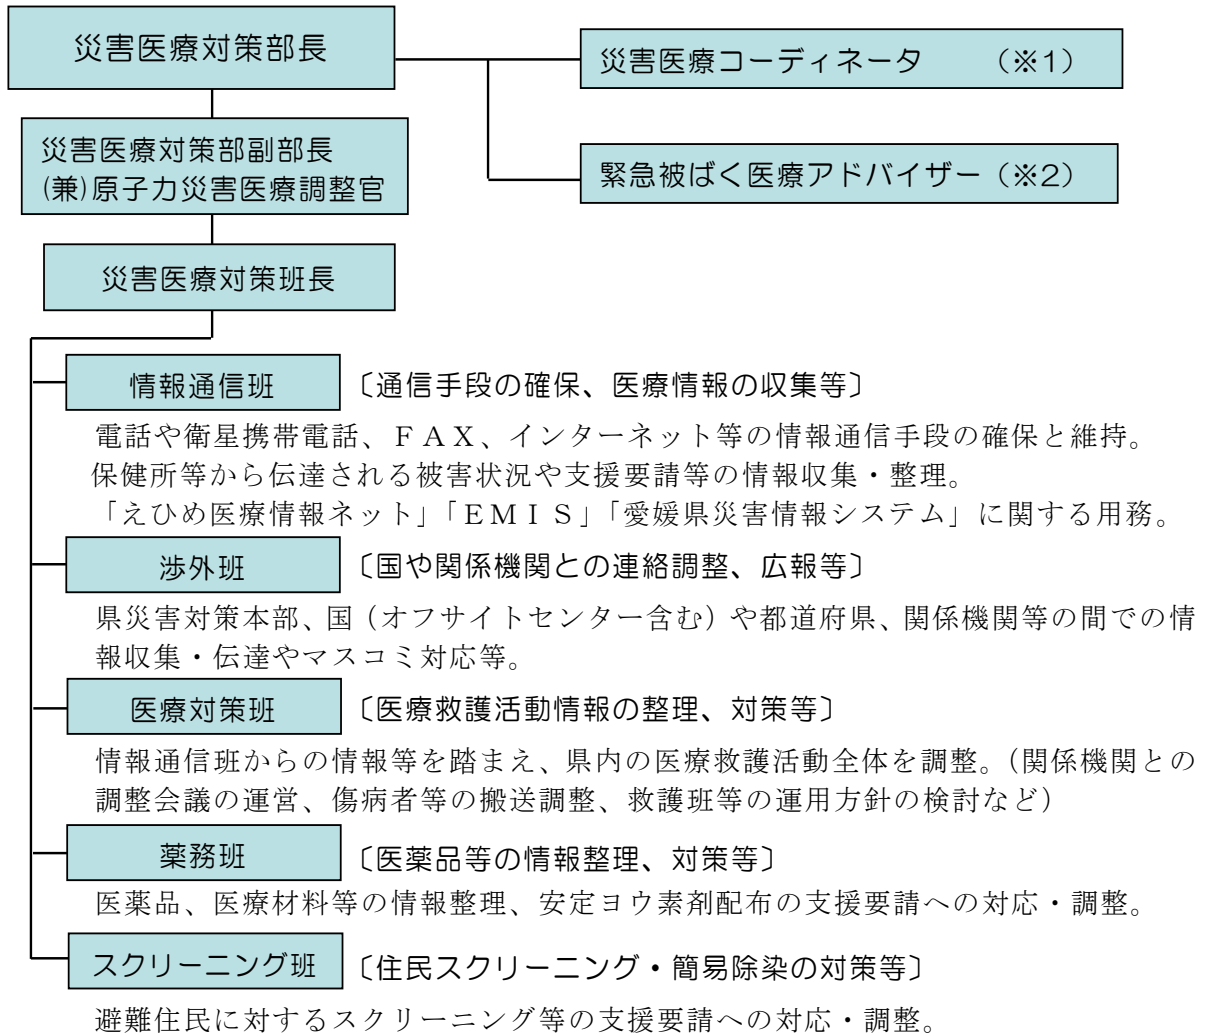 災害医療対策部長
災害医療コーディネータ　　（※1）
災害医療対策部副部長
(兼)原子力災害医療調整官
緊急被ばく医療アドバイザー（※2）
災害医療対策班長
情報通信班 〔通信手段の確保、医療情報の収集等〕
電話や衛星携帯電話、ＦＡＸ、インターネット等の情報通信手段の確保と維持。
保健所等から伝達される被害状況や支援要請等の情報収集・整理。
「えひめ医療情報ネット」「ＥＭＩＳ」「愛媛県災害情報システム」に関する用務。
渉外班 〔国や関係機関との連絡調整、広報等〕
県災害対策本部、国（オフサイトセンター含む）や都道府県、関係機関等の間での情
報収集・伝達やマスコミ対応等。
医療対策班 〔医療救護活動情報の整理、対策等〕
情報通信班からの情報等を踏まえ、県内の医療救護活動全体を調整。（関係機関との
調整会議の運営、傷病者等の搬送調整、救護班等の運用方針の検討など）
薬務班 〔医薬品等の情報整理、対策等〕
医薬品、医療材料等の情報整理、安定ヨウ素剤配布の支援要請への対応・調整。
スクリーニング班 〔住民スクリーニング・簡易除染の対策等〕
避難住民に対するスクリーニング等の支援要請への対応・調整。